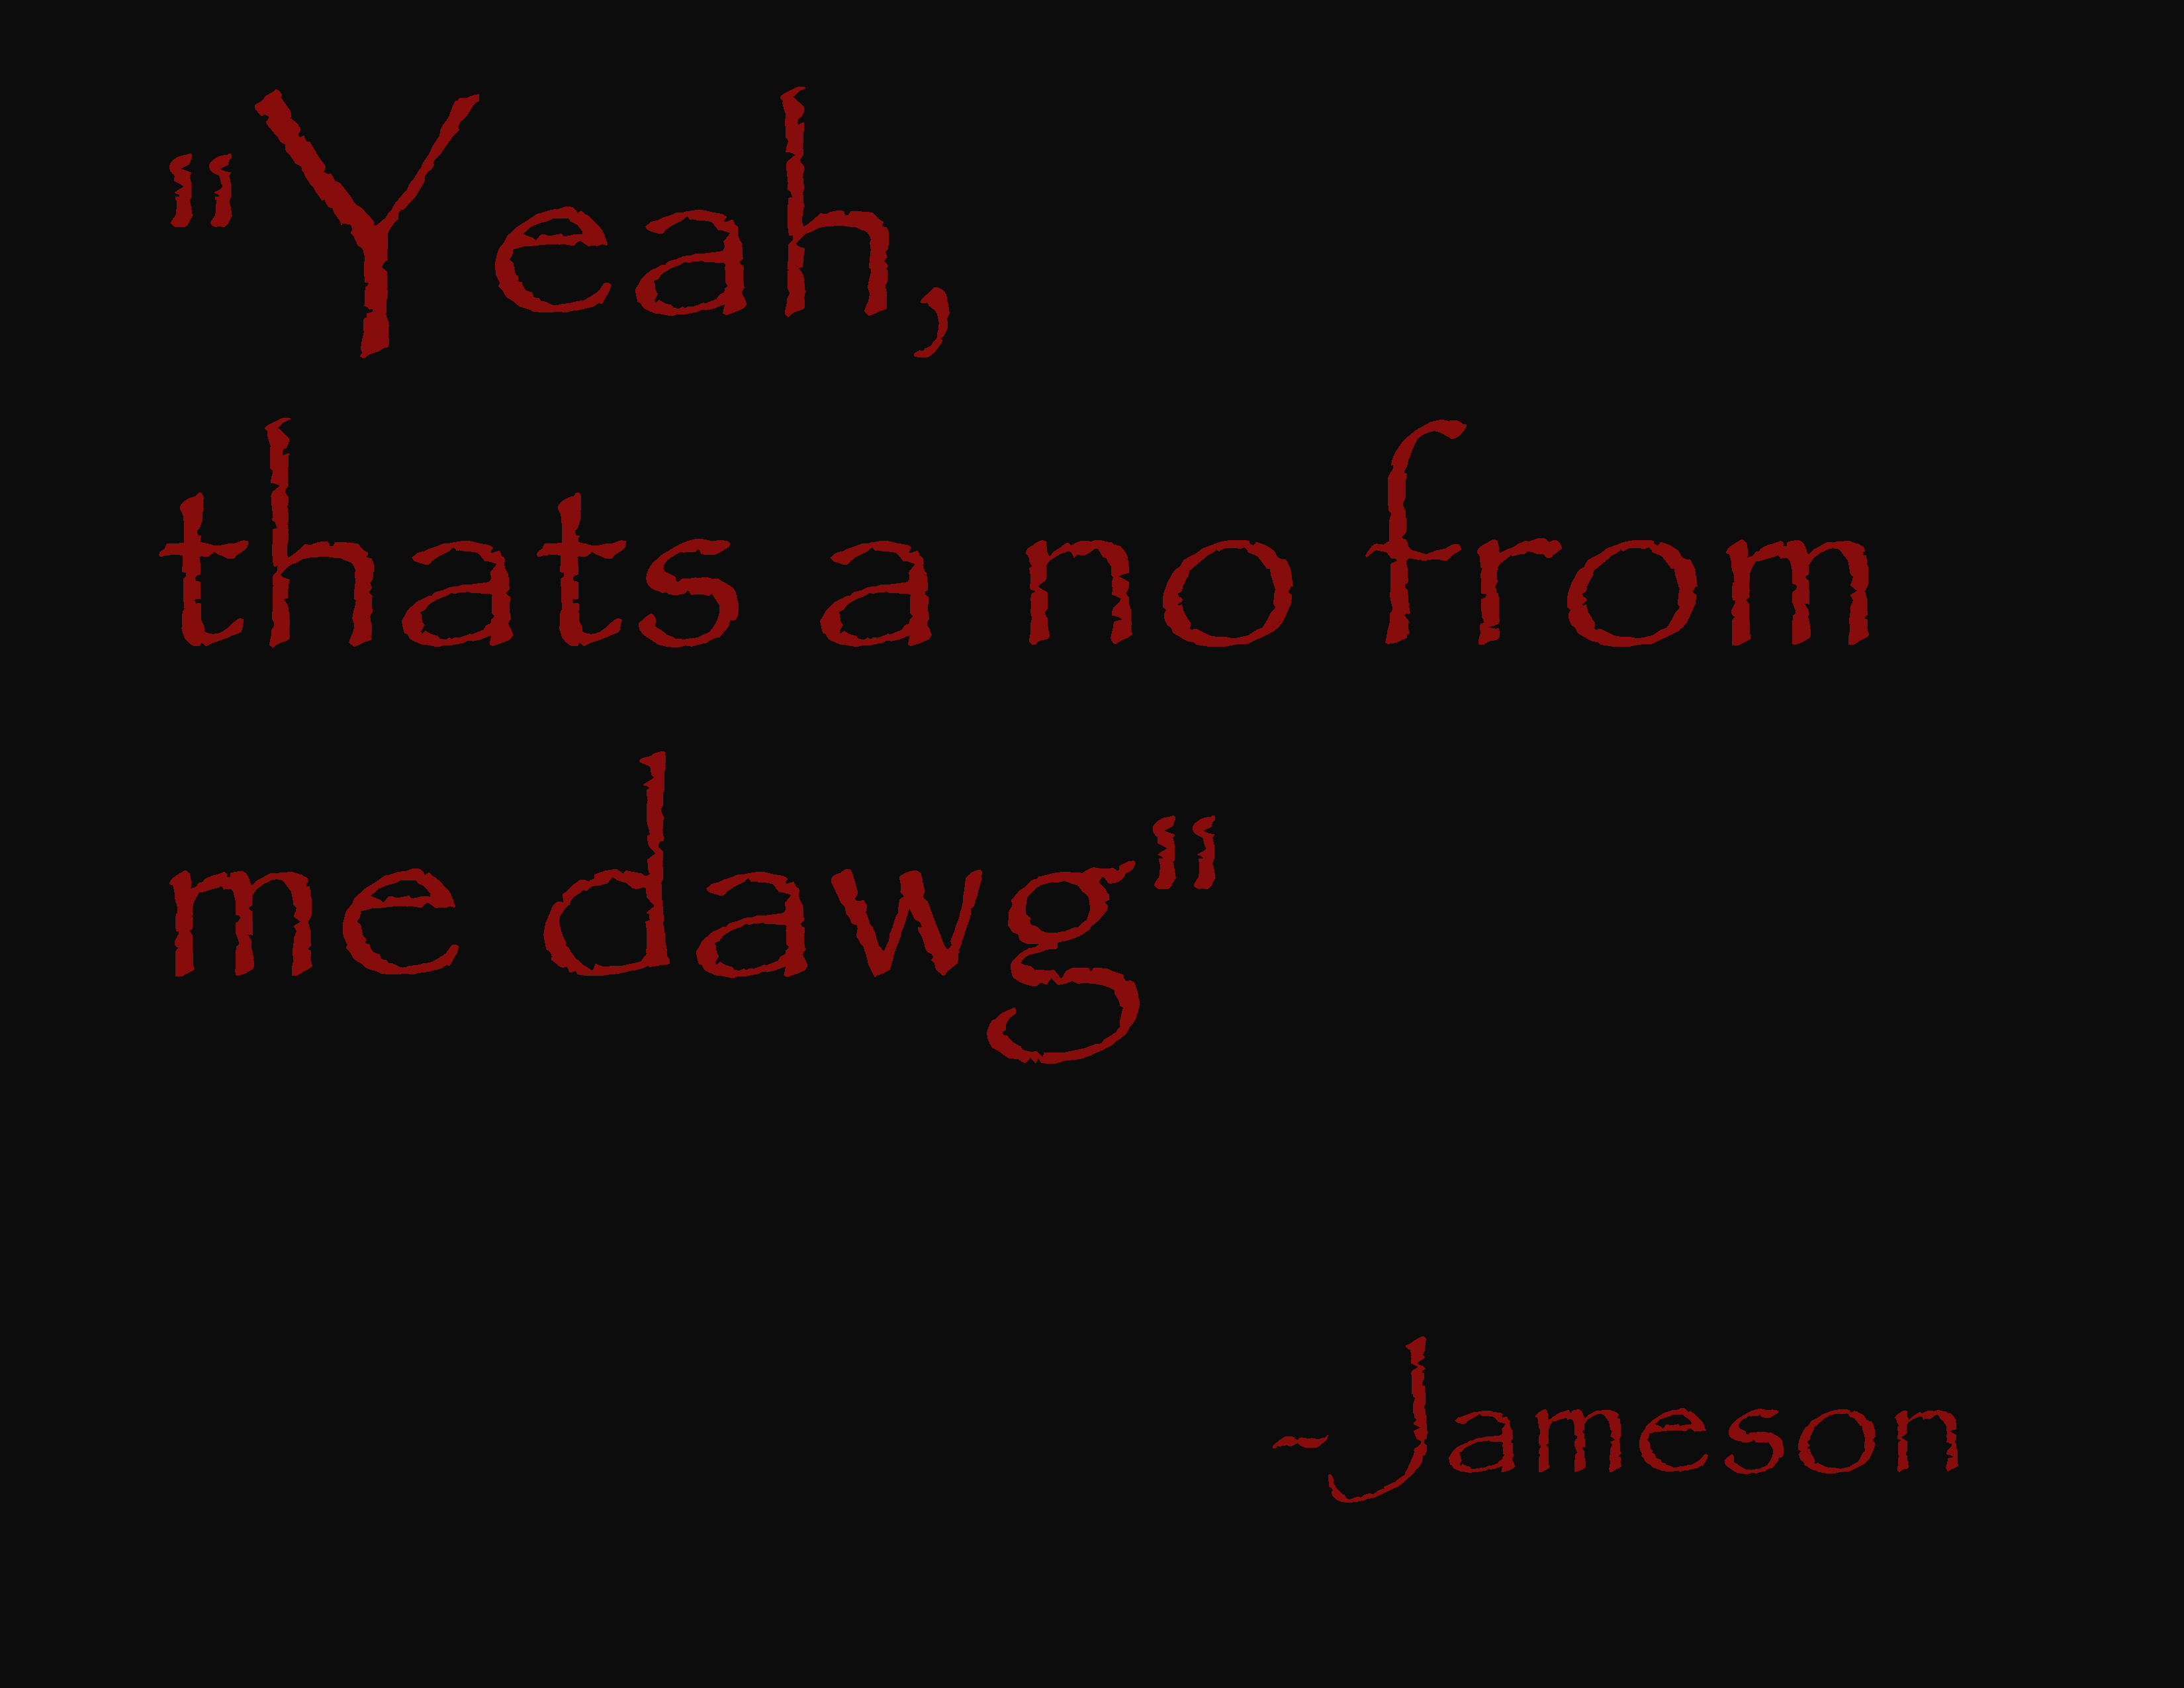 “Yeah,
thats a no from
me dawg“
~Jameson